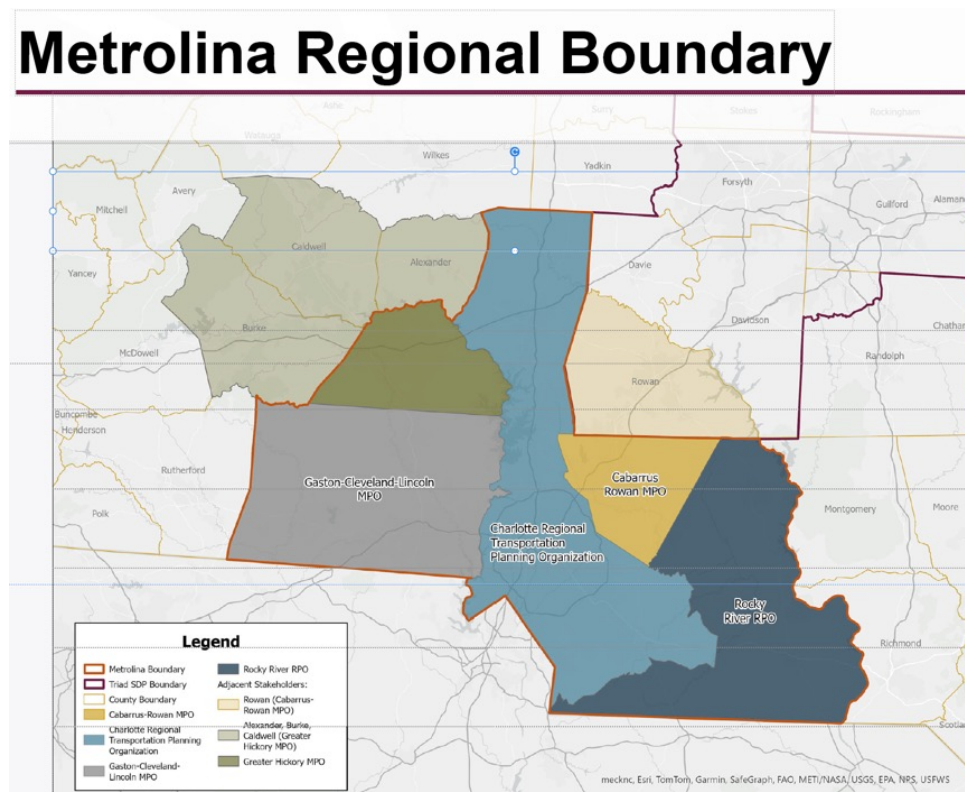 Metrolina Regional Boundary
Ashe
Surry
Stokes
Rockingham
Watauga
Wilkes
Yadkin
Forsyth
Guilford
Alamance
Avery
Mitchell
Caldwell
Alexander
Yancey
Davie
Davidson
Burke
McDowell
Chatham
Randolph
Rowan
Buncombe
Henderson
Rutherford
Polk
Gaston-Cleveland-Lincoln
MPO
Cabarrus
Rowan MPO
Montgomery
Moore
Charlotte Regional
Transportation
Planning Organization
Rocky
River RPO
Richmond
Scotla
Legend
Metrolina Boundary
Triad SDP Boundary
County Boundary
Cabarrus-Rowan MPO
Charlotte Regional
Transportation Planning
Organization
Gaston-Cleveland-
Lincoln MPO
Rocky River RPO
Adjacent Stakeholders:
Rowan (Cabarrus-
Rowan MPO)
Alexander, Burke,
Caldwell (Greater
Hickory MPO)
Greater Hickory MPO
mecknc, Esri, TomTom, Garmin, SafeGraph, FAO, METI/NASA, USGS, EPA, NPS, USFWS